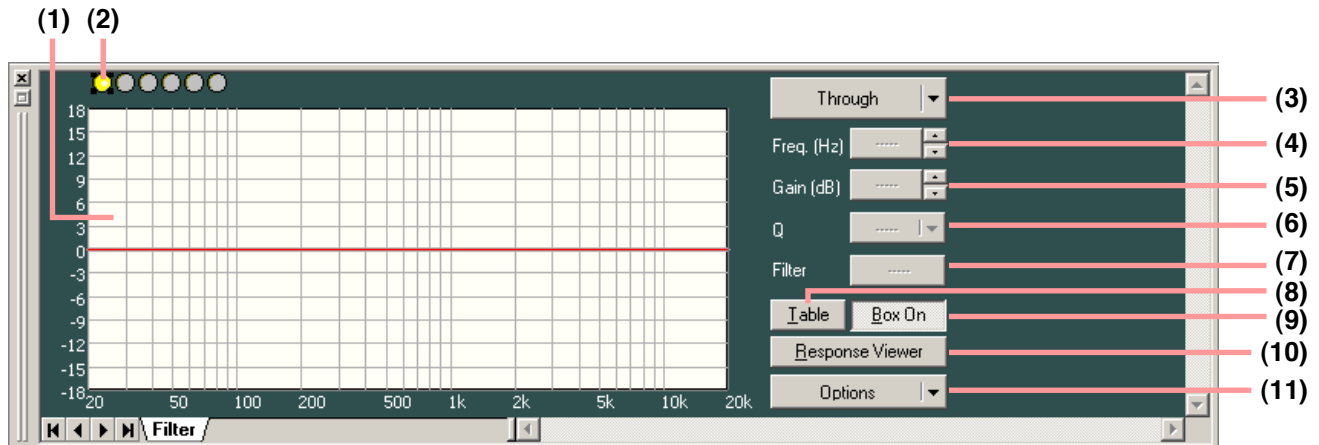 (1) (2)
Through (3)
Freq. (Hz) ----- (4)
Gain (dB) ----- (5)
Q ----- (6)
Filter ----- (7)
(8)
Table Box On (9)
Response Viewer (10)
Options (11)
18
15
12
9
6
3
0
-3
-6
-9
-12
-15
-18
20 50 100 200 500 1k 2k 5k 10k 20k
Filter